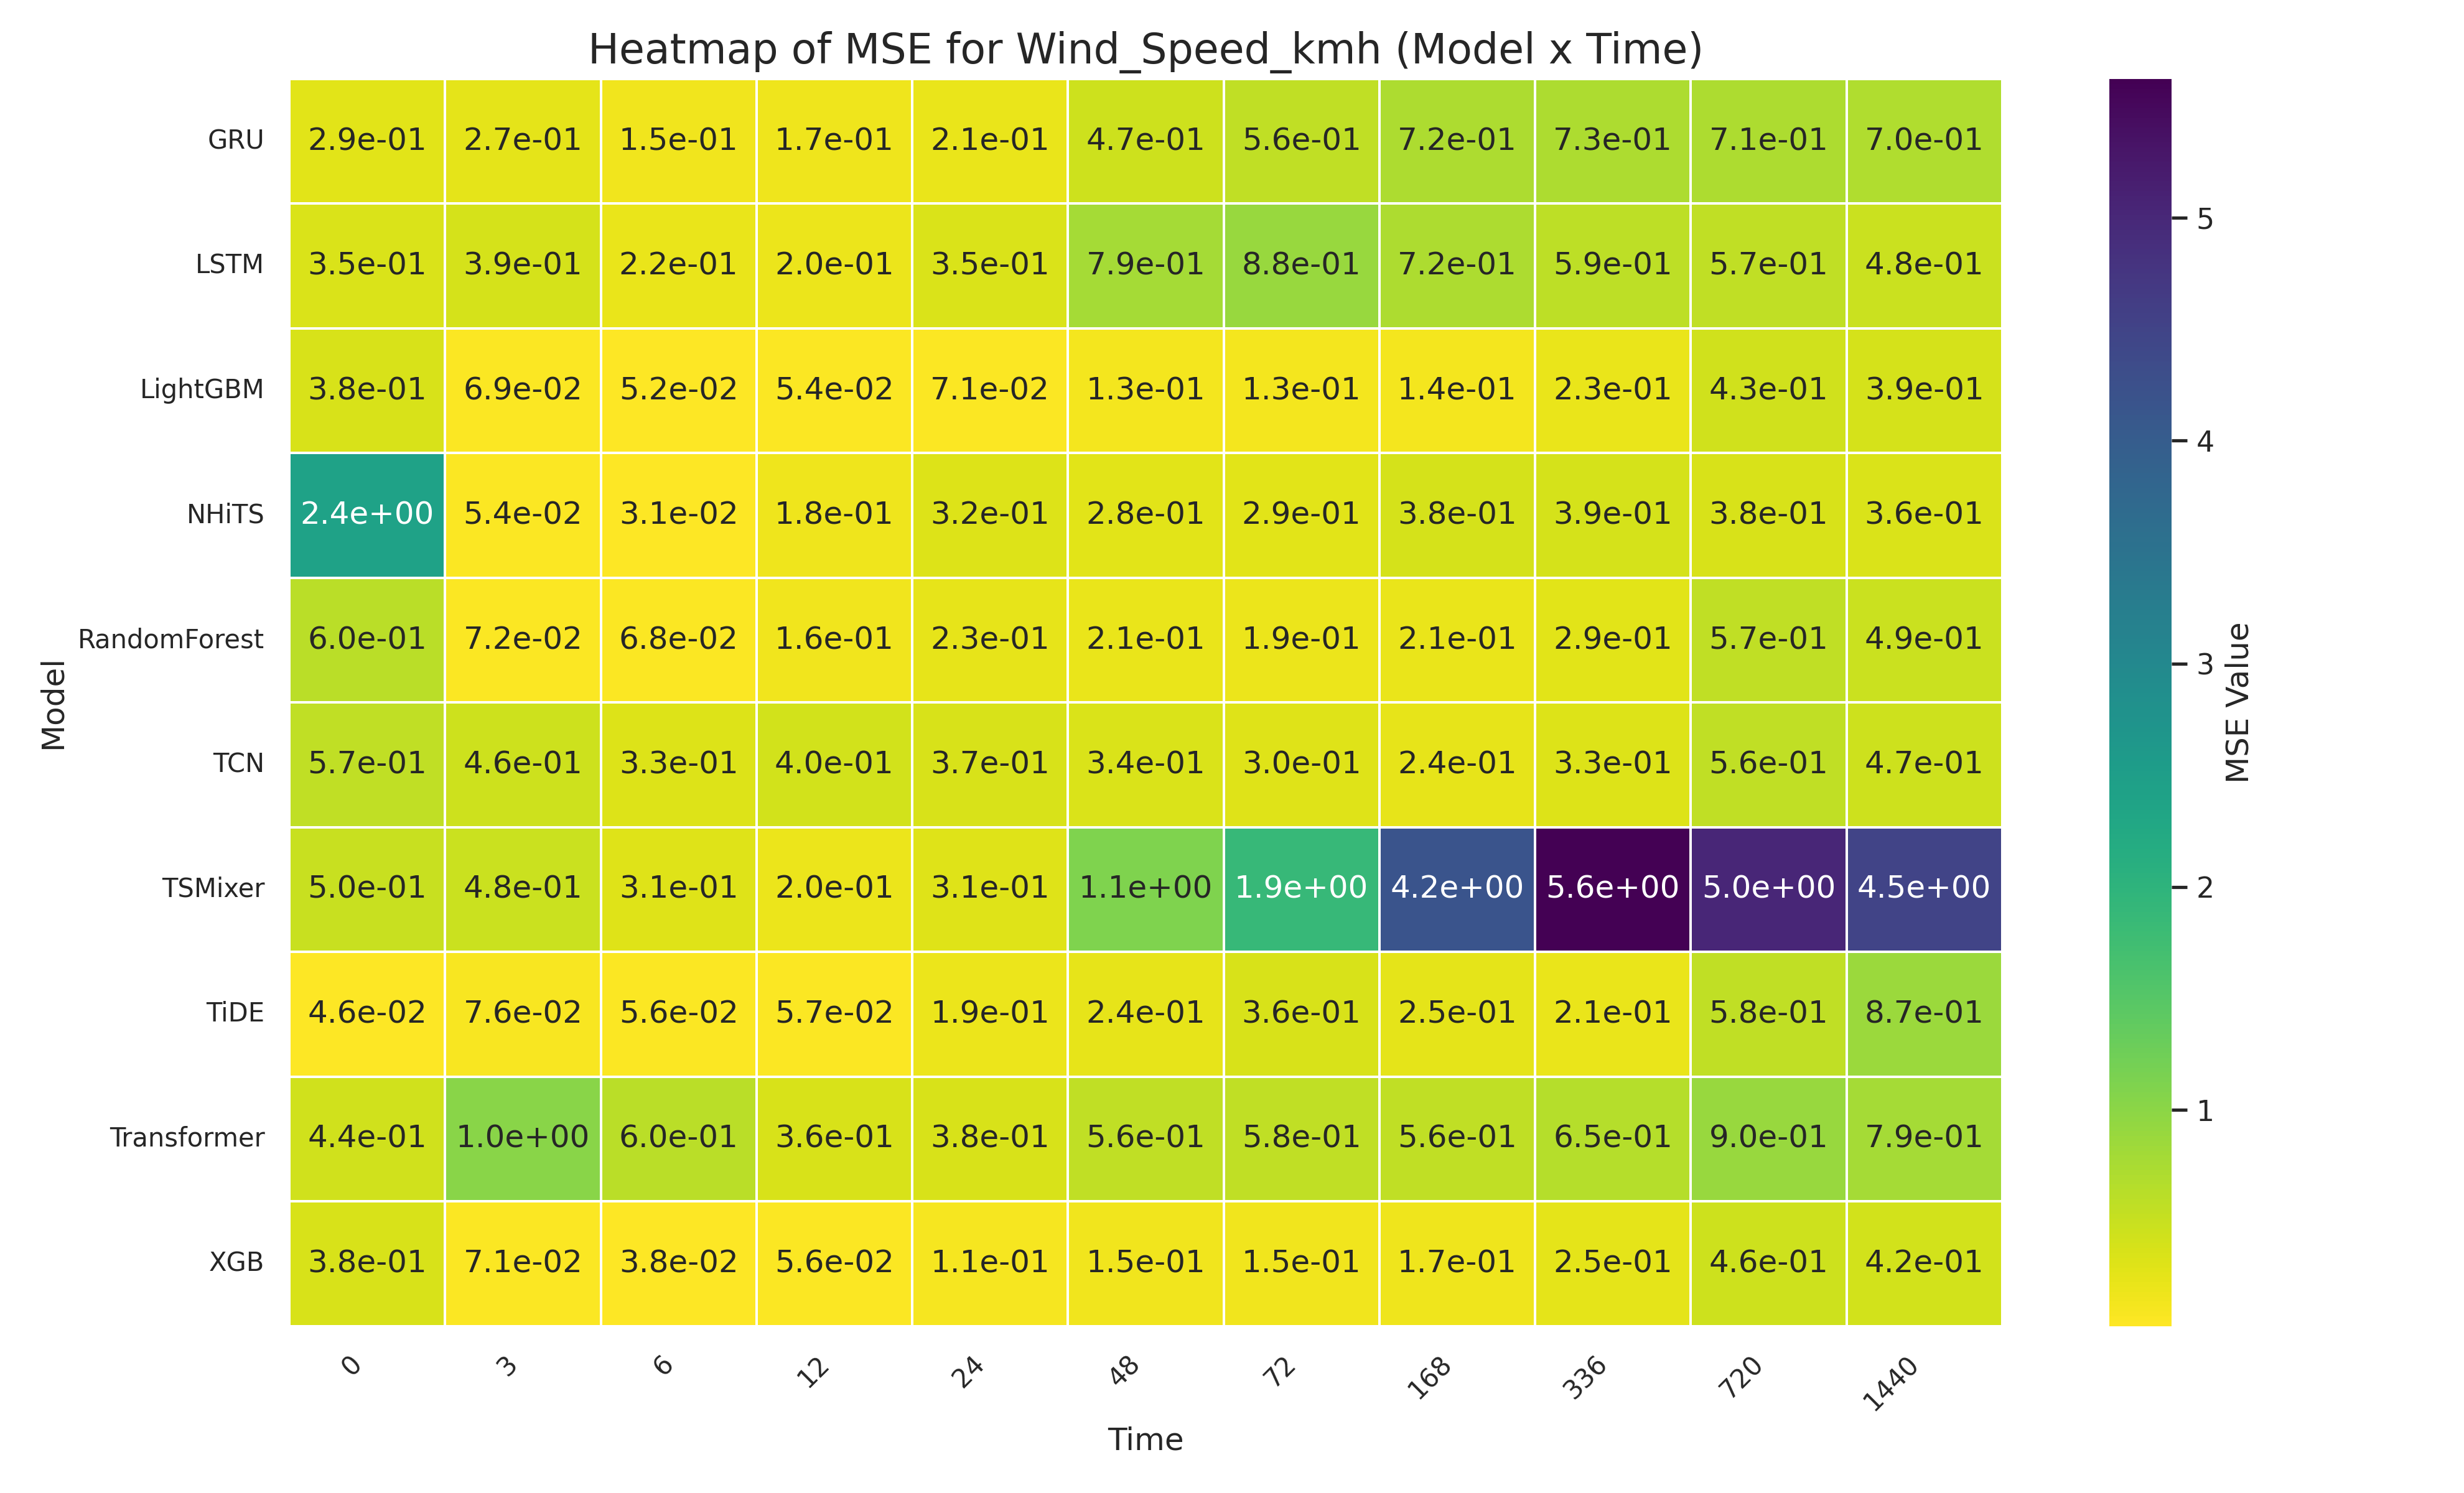 Heatmap of MSE for Wind_Speed_kmh (Model x Time)
GRU 2.9e-01 2.7e-01 1.5e-01 1.7e-01 2.1e-01 4.7e-01 5.6e-01 7.2e-01 7.3e-01 7.1e-01 7.0e-01
LSTM 3.5e-01 3.9e-01 2.2e-01 2.0e-01 3.5e-01 7.9e-01 8.8e-01 7.2e-01 5.9e-01 5.7e-01 4.8e-01
LightGBM 3.8e-01 6.9e-02 5.2e-02 5.4e-02 7.1e-02 1.3e-01 1.3e-01 1.4e-01 2.3e-01 4.3e-01 3.9e-01
NHiTS 2.4e+00 5.4e-02 3.1e-02 1.8e-01 3.2e-01 2.8e-01 2.9e-01 3.8e-01 3.9e-01 3.8e-01 3.6e-01
RandomForest 6.0e-01 7.2e-02 6.8e-02 1.6e-01 2.3e-01 2.1e-01 1.9e-01 2.1e-01 2.9e-01 5.7e-01 4.9e-01
TCN 5.7e-01 4.6e-01 3.3e-01 4.0e-01 3.7e-01 3.4e-01 3.0e-01 2.4e-01 3.3e-01 5.6e-01 4.7e-01
TSMixer 5.0e-01 4.8e-01 3.1e-01 2.0e-01 3.1e-01 1.1e+00 1.9e+00 4.2e+00 5.6e+00 5.0e+00 4.5e+00
TiDE 4.6e-02 7.6e-02 5.6e-02 5.7e-02 1.9e-01 2.4e-01 3.6e-01 2.5e-01 2.1e-01 5.8e-01 8.7e-01
Transformer 4.4e-01 1.0e+00 6.0e-01 3.6e-01 3.8e-01 5.6e-01 5.8e-01 5.6e-01 6.5e-01 9.0e-01 7.9e-01
XGB 3.8e-01 7.1e-02 3.8e-02 5.6e-02 1.1e-01 1.5e-01 1.5e-01 1.7e-01 2.5e-01 4.6e-01 4.2e-01
0 3 6 12 24 48 72 168 336 720 1440
Time
Model
5
4
3
2
1
MSE Value